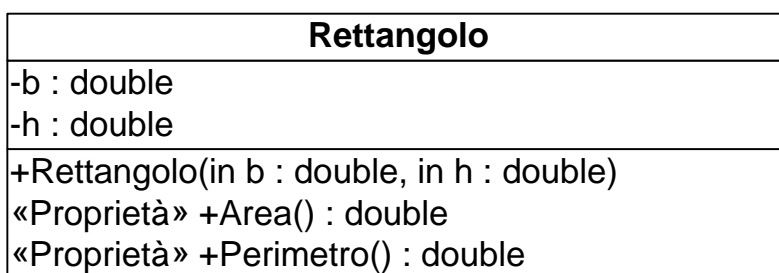 Rettangolo
-b : double
-h : double
+Rettangolo(in b : double, in h : double)
«Proprietà» +Area() : double
«Proprietà» +Perimetro() : double